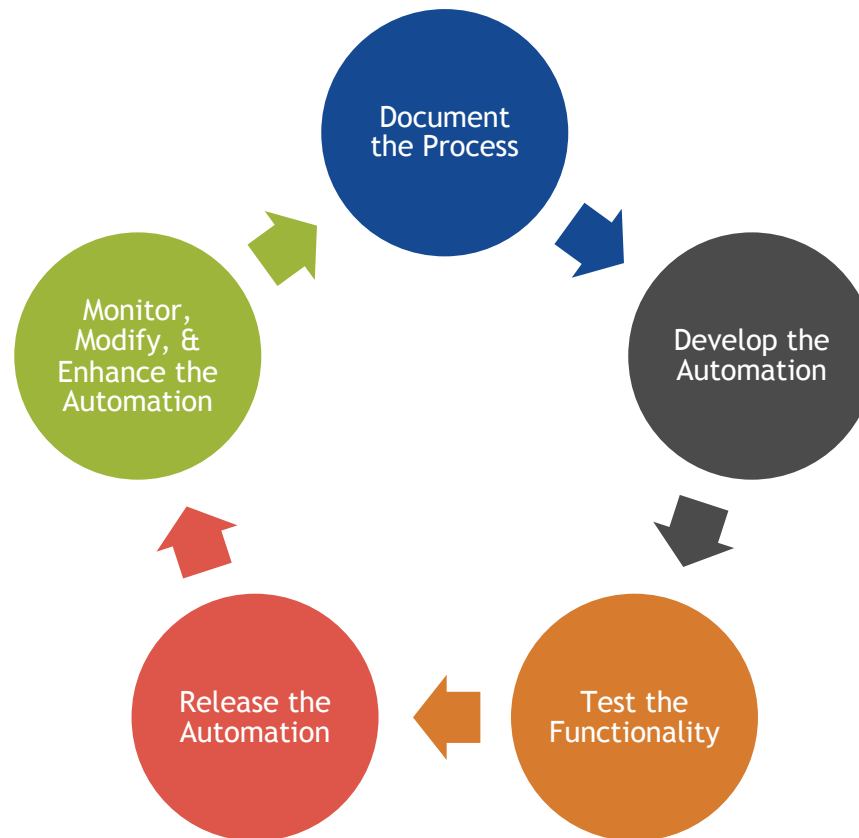 Document
the Process
Develop the
Automation
Test the
Functionality
Release the
Automation
Monitor,
Modify, &
Enhance the
Automation